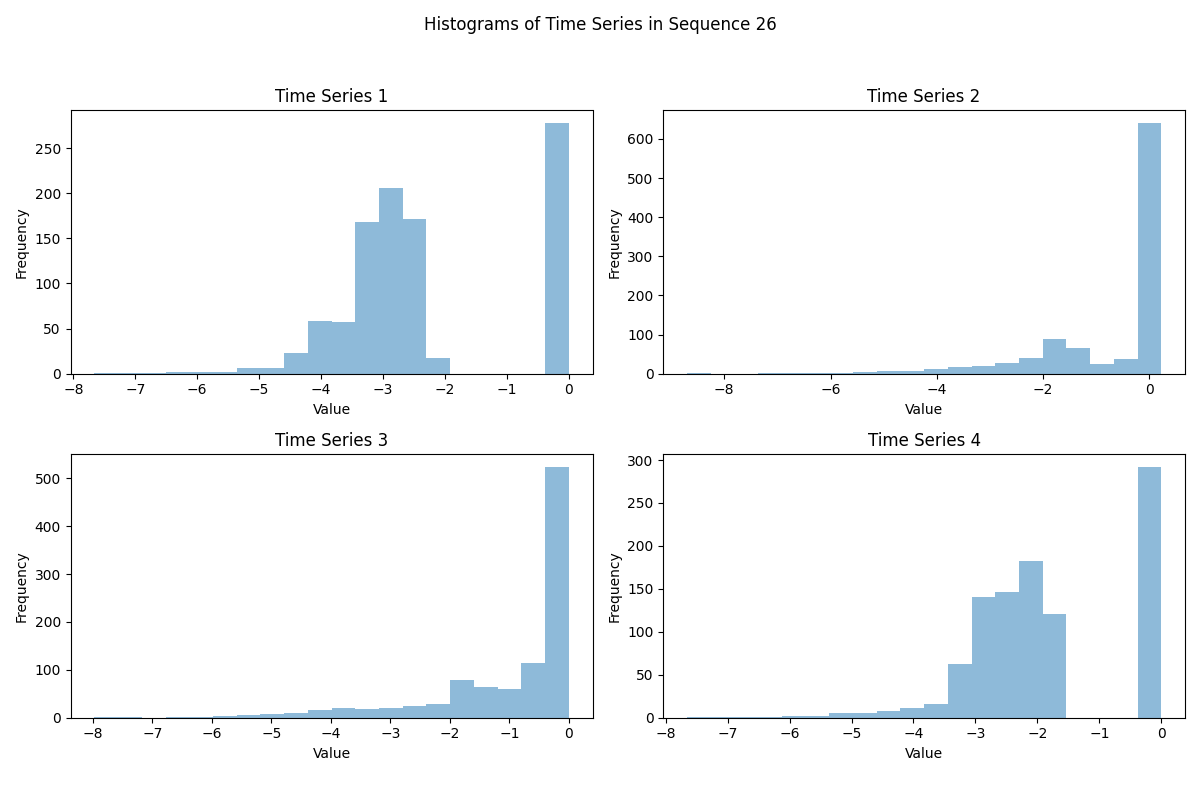 Histograms of Time Series in Sequence 26
Time Series 1
Frequency
250
200
150
100
50
0
−8 −7 −6 −5 −4 −3 −2 −1 0
Value
Time Series 2
Frequency
600
500
400
300
200
100
0
−8 −6 −4 −2 0
Value
Time Series 3
Frequency
500
400
300
200
100
0
−8 −7 −6 −5 −4 −3 −2 −1 0
Value
Time Series 4
Frequency
300
250
200
150
100
50
0
−8 −7 −6 −5 −4 −3 −2 −1 0
Value